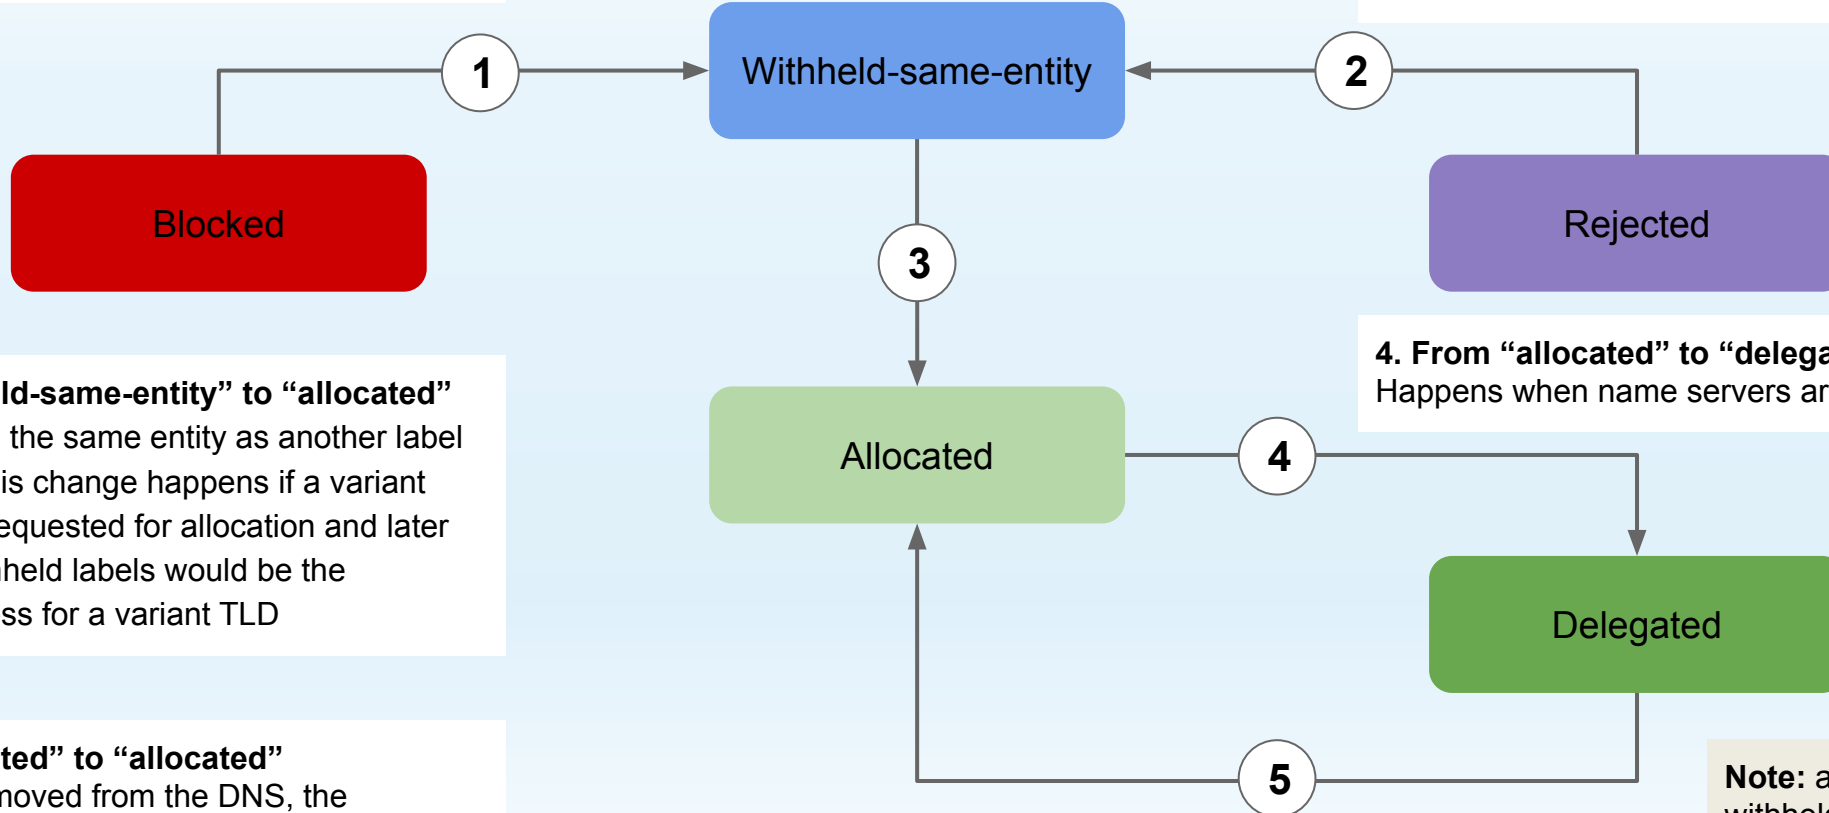 Withheld-same-entity
1
2
Blocked
Rejected
3
ld-same-entity” to “allocated”
the same entity as another label
is change happens if a variant
equested for allocation and later
held labels would be the
ss for a variant TLD
4. From “allocated” to “delega
Happens when name servers ar
Allocated
4
Delegated
ted” to “allocated”
moved from the DNS, the
5
Note: a